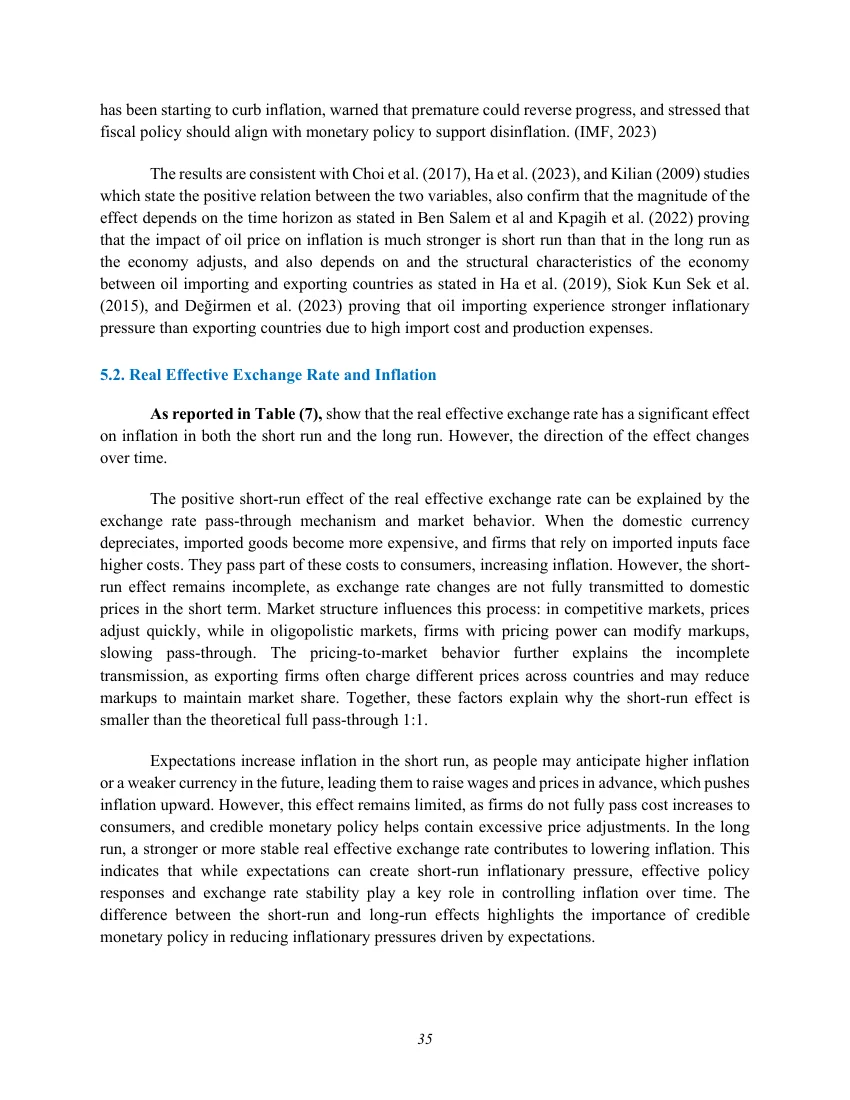 has been starting to curb inflation, warned that premature could reverse progress, and stressed that
fiscal policy should align with monetary policy to support disinflation. (IMF, 2023)
The results are consistent with Choi et al. (2017), Ha et al. (2023), and Kilian (2009) studies
which state the positive relation between the two variables, also confirm that the magnitude of the
effect depends on the time horizon as stated in Ben Salem et al and Kpagih et al. (2022) proving
that the impact of oil price on inflation is much stronger is short run than that in the long run as
the economy adjusts, and also depends on and the structural characteristics of the economy
between oil importing and exporting countries as stated in Ha et al. (2019), Siok Kun Sek et al.
(2015), and Değirmen et al. (2023) proving that oil importing experience stronger inflationary
pressure than exporting countries due to high import cost and production expenses.
5.2. Real Effective Exchange Rate and Inflation
As reported in Table (7), show that the real effective exchange rate has a significant effect
on inflation in both the short run and the long run. However, the direction of the effect changes
over time.
The positive short-run effect of the real effective exchange rate can be explained by the
exchange rate pass-through mechanism and market behavior. When the domestic currency
depreciates, imported goods become more expensive, and firms that rely on imported inputs face
higher costs. They pass part of these costs to consumers, increasing inflation. However, the short-
run effect remains incomplete, as exchange rate changes are not fully transmitted to domestic
prices in the short term. Market structure influences this process: in competitive markets, prices
adjust quickly, while in oligopolistic markets, firms with pricing power can modify markups,
slowing pass-through. The pricing-to-market behavior further explains the incomplete
transmission, as exporting firms often charge different prices across countries and may reduce
markups to maintain market share. Together, these factors explain why the short-run effect is
smaller than the theoretical full pass-through 1:1.
Expectations increase inflation in the short run, as people may anticipate higher inflation
or a weaker currency in the future, leading them to raise wages and prices in advance, which pushes
inflation upward. However, this effect remains limited, as firms do not fully pass cost increases to
consumers, and credible monetary policy helps contain excessive price adjustments. In the long
run, a stronger or more stable real effective exchange rate contributes to lowering inflation. This
indicates that while expectations can create short-run inflationary pressure, effective policy
responses and exchange rate stability play a key role in controlling inflation over time. The
difference between the short-run and long-run effects highlights the importance of credible
monetary policy in reducing inflationary pressures driven by expectations.
35